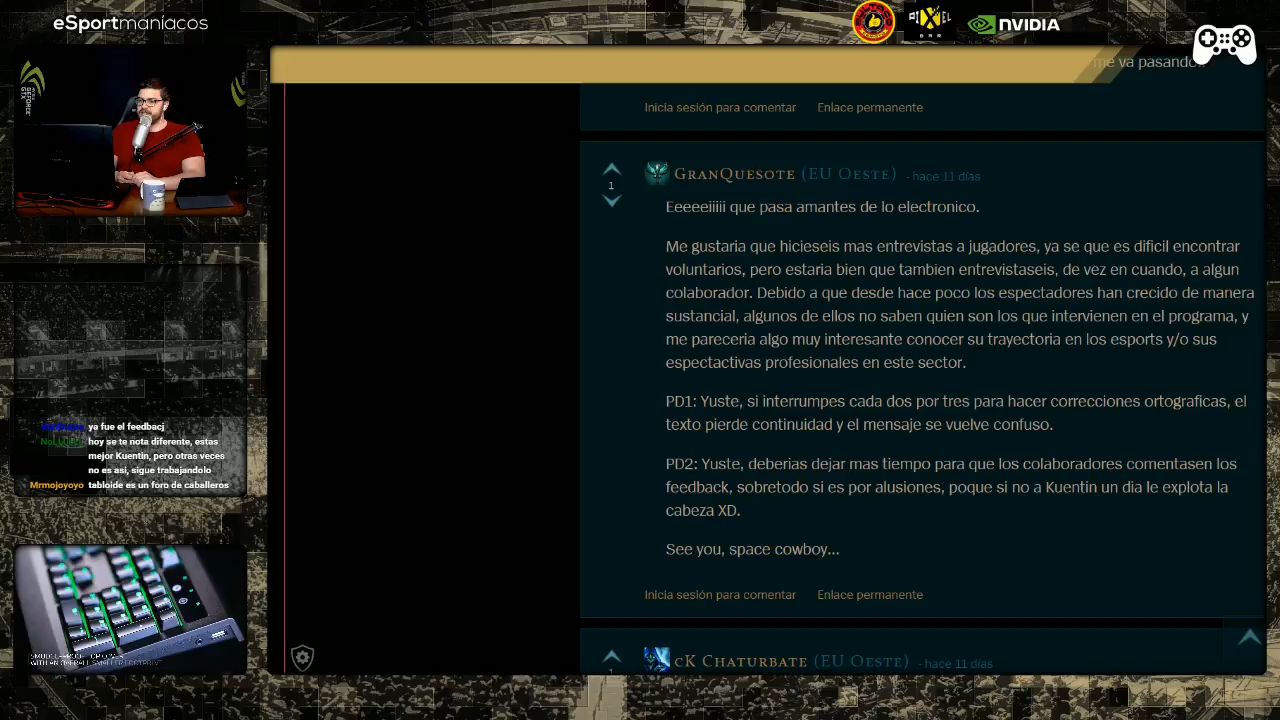 eSportmaníacos
PIXEL
BAR
NVIDIA
GEFORCE
GTX
me va pasando
Inicia sesión para comentar Enlace permanente
1
GranQuesote (EU Oeste) - hace 11 días
Eeeeeiiiii que pasa amantes de lo electronico.
Me gustaria que hicieseis mas entrevistas a jugadores, ya se que es dificil encontrar
voluntarios, pero estaria bien que tambien entrevistaseis, de vez en cuando, a algun
colaborador. Debido a que desde hace poco los espectadores han crecido de manera
sustancial, algunos de ellos no saben quien son los que intervienen en el programa, y
me pareceria algo muy interesante conocer su trayectoria en los esports y/o sus
espectactivas profesionales en este sector.
PD1: Yuste, si interrumpes cada dos por tres para hacer correcciones ortograficas, el
texto pierde continuidad y el mensaje se vuelve confuso.
PD2: Yuste, deberias dejar mas tiempo para que los colaboradores comentasen los
feedback, sobretodo si es por alusiones, poque si no a Kuentin un dia le explota la
cabeza XD.
See you, space cowboy...
Inicia sesión para comentar Enlace permanente
cK Chaturbate (EU Oeste) - hace 11 días
ya fue el feedbacj
hoy se te nota diferente, estas
mejor Kuentin, pero otras veces
no es asi, sigue trabajandolo
Mrmojoyoyo tabloide es un foro de caballeros
WITH AN OVERALL SMALLER FOOTPRINT